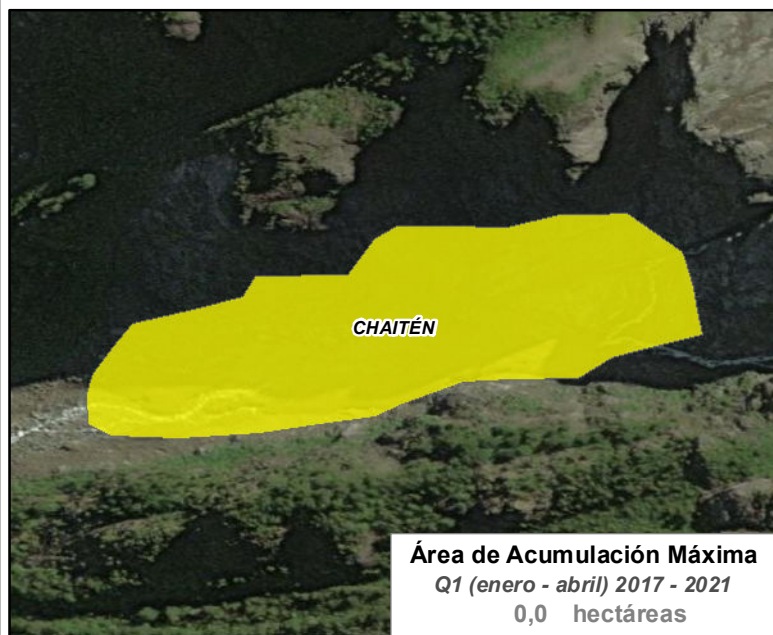 CHAITÉN
Área de Acumulación Máxima
Q1 (enero - abril) 2017 - 2021
0,0 hectáreas